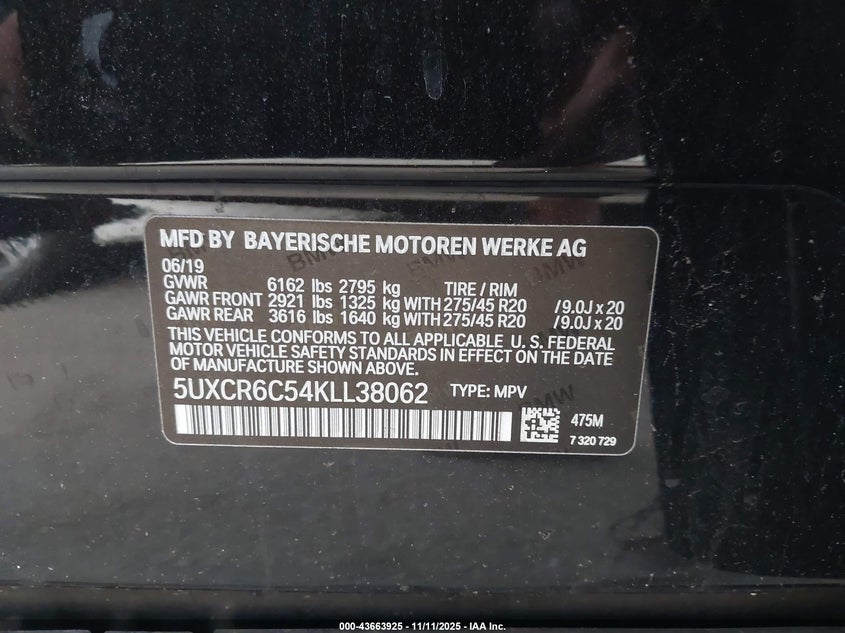 MFD BY BAYERISCHE MOTOREN WERKE AG
06/19
GVWR 6162 lbs 2795 kg TIRE / RIM
GAWR FRONT 2921 lbs 1325 kg WITH 275/45 R20 /9.0J x 20
GAWR REAR 3616 lbs 1640 kg WITH 275/45 R20 /9.0J x 20
THIS VEHICLE CONFORMS TO ALL APPLICABLE U. S. FEDERAL
MOTOR VEHICLE SAFETY STANDARDS IN EFFECT ON THE DATE
OF MANUFACTURE SHOWN ABOVE.
5UXCR6C54KLL38062 TYPE: MPV
475M
7 320 729
000-43663925 - 11/11/2025 - IAA Inc.